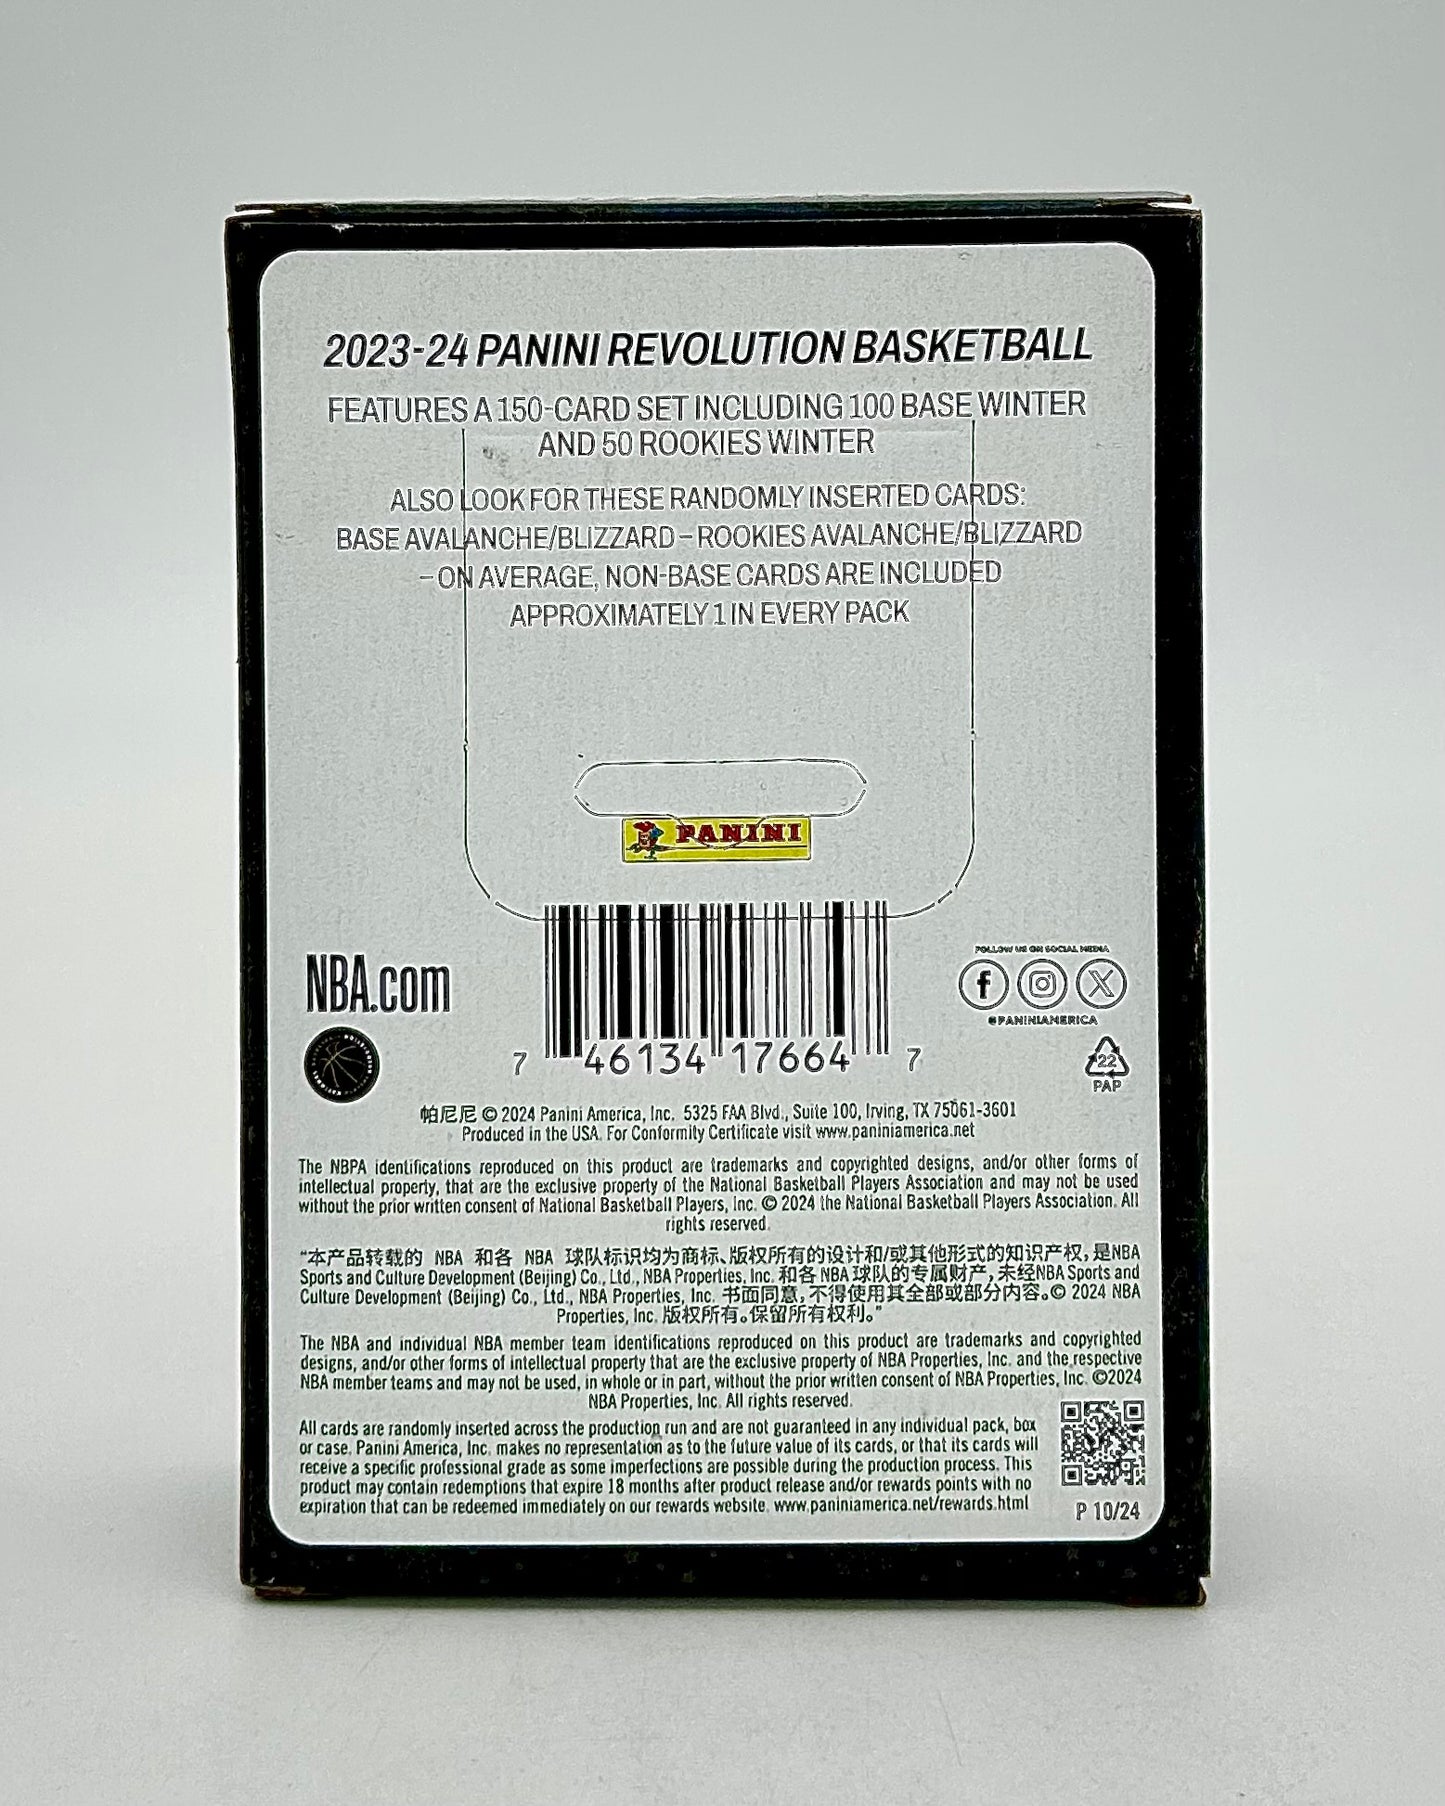 2023-24 PANINI REVOLUTION BASKETBALL
FEATURES A 150-CARD SET INCLUDING 100 BASE WINTER
AND 50 ROOKIES WINTER
ALSO LOOK FOR THESE RANDOMLY INSERTED CARDS:
BASE AVALANCHE/BLIZZARD – ROOKIES AVALANCHE/BLIZZARD
– ON AVERAGE, NON-BASE CARDS ARE INCLUDED
APPROXIMATELY 1 IN EVERY PACK
PANINI
NBA.com
FOLLOW US ON SOCIAL MEDIA
@PANINIAMERICA
7 46134 17664 7
22
PAP
帕尼尼 © 2024 Panini America, Inc. 5325 FAA Blvd., Suite 100, Irving, TX 75061-3601
Produced in the USA. For Conformity Certificate visit www.paniniamerica.net
The NBPA identifications reproduced on this product are trademarks and copyrighted designs, and/or other forms of
intellectual property, that are the exclusive property of the National Basketball Players Association and may not be used
without the prior written consent of National Basketball Players, Inc. © 2024 the National Basketball Players Association. All
rights reserved.
“本产品转载的 NBA 和各 NBA 球队标识均为商标、版权所有的设计和/或其他形式的知识产权, 是NBA
Sports and Culture Development (Beijing) Co., Ltd., NBA Properties, Inc. 和各 NBA 球队的专属财产, 未经NBA Sports and
Culture Development (Beijing) Co., Ltd., NBA Properties, Inc. 书面同意, 不得使用其全部或部分内容。© 2024 NBA
Properties, Inc. 版权所有。保留所有权利。”
The NBA and individual NBA member team identifications reproduced on this product are trademarks and copyrighted
designs, and/or other forms of intellectual property that are the exclusive property of NBA Properties, Inc. and the respective
NBA member teams and may not be used, in whole or in part, without the prior written consent of NBA Properties, Inc. ©2024
NBA Properties, Inc. All rights reserved.
All cards are randomly inserted across the production run and are not guaranteed in any individual pack, box
or case. Panini America, Inc. makes no representation as to the future value of its cards, or that its cards will
receive a specific professional grade as some imperfections are possible during the production process. This
product may contain redemptions that expire 18 months after product release and/or rewards points with no
expiration that can be redeemed immediately on our rewards website. www.paniniamerica.net/rewards.html
P 10/24